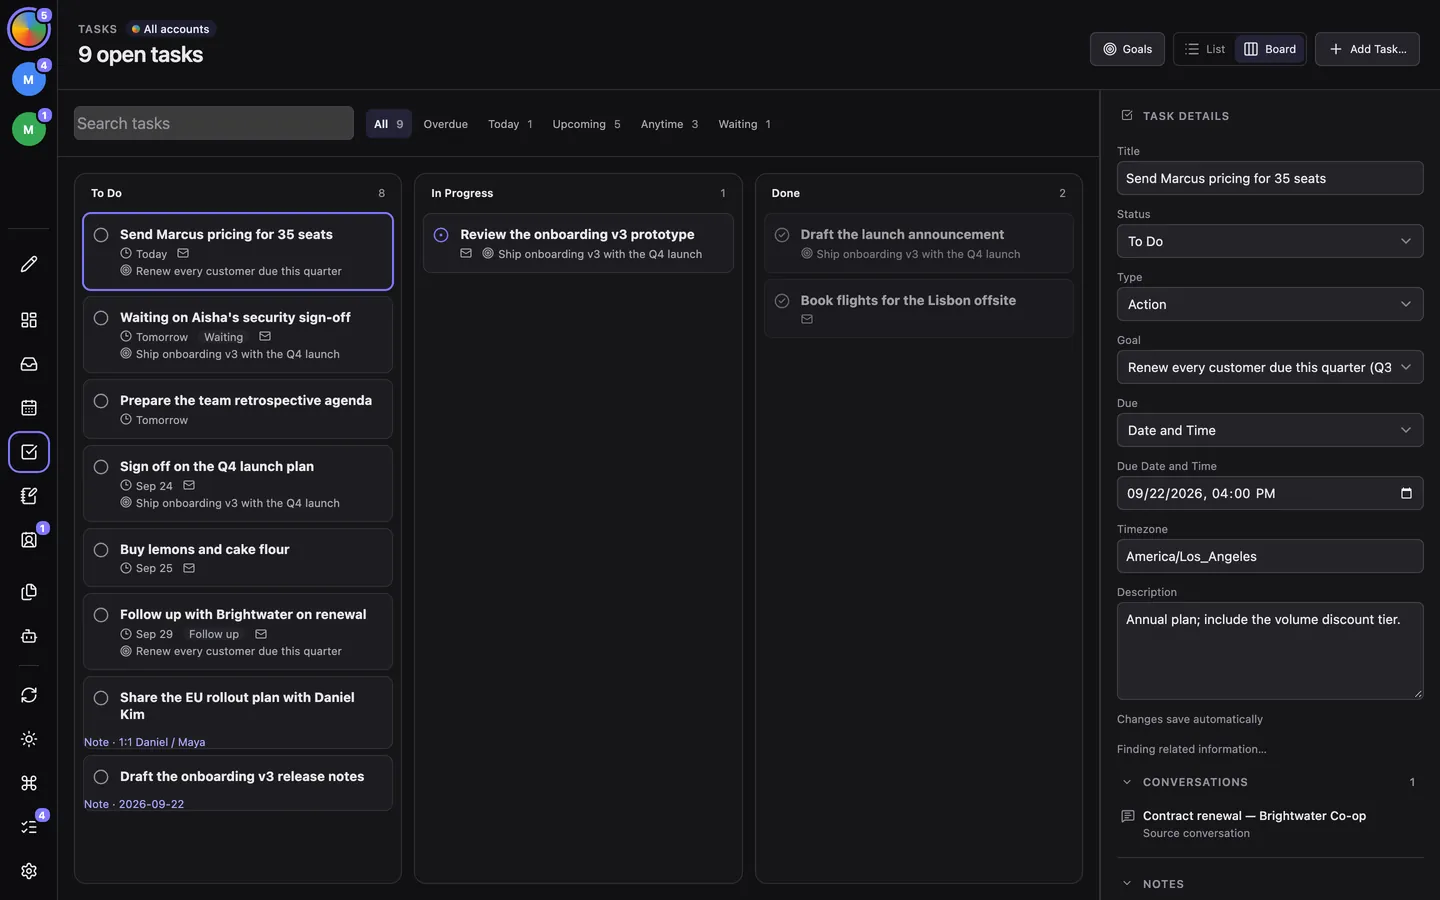 5
M
4
M
1
1
4
TASKS
All accounts
9 open tasks
Goals
List
Board
Add Task...
Search tasks
All 9
Overdue
Today 1
Upcoming 5
Anytime 3
Waiting 1
To Do 8
Send Marcus pricing for 35 seats
Today
Renew every customer due this quarter
Waiting on Aisha's security sign-off
Tomorrow Waiting
Ship onboarding v3 with the Q4 launch
Prepare the team retrospective agenda
Tomorrow
Sign off on the Q4 launch plan
Sep 24
Ship onboarding v3 with the Q4 launch
Buy lemons and cake flour
Sep 25
Follow up with Brightwater on renewal
Sep 29 Follow up
Renew every customer due this quarter
Share the EU rollout plan with Daniel
Kim
Note · 1:1 Daniel / Maya
Draft the onboarding v3 release notes
Note · 2026-09-22
In Progress 1
Review the onboarding v3 prototype
Ship onboarding v3 with the Q4 launch
Done 2
Draft the launch announcement
Ship onboarding v3 with the Q4 launch
Book flights for the Lisbon offsite
TASK DETAILS
Title
Send Marcus pricing for 35 seats
Status
To Do
Type
Action
Goal
Renew every customer due this quarter (Q3
Due
Date and Time
Due Date and Time
09/22/2026, 04:00 PM
Timezone
America/Los_Angeles
Description
Annual plan; include the volume discount tier.
Changes save automatically
Finding related information...
CONVERSATIONS 1
Contract renewal — Brightwater Co-op
Source conversation
NOTES